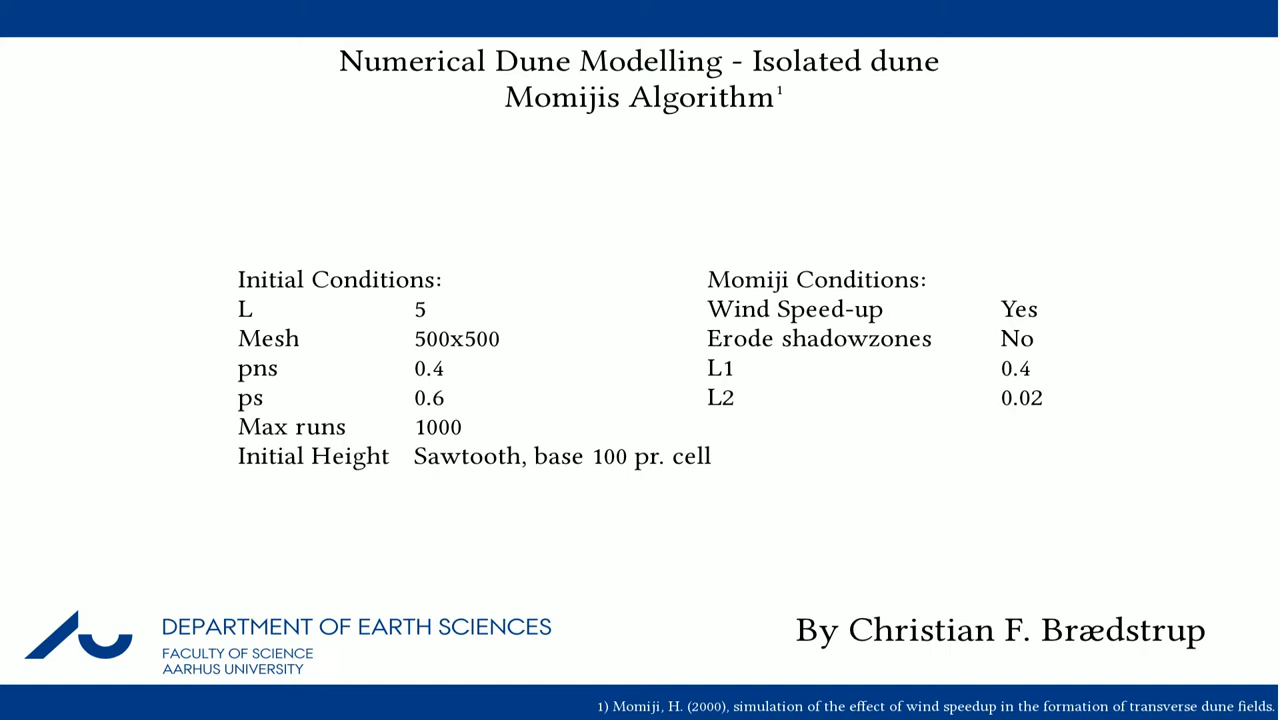 Numerical Dune Modelling - Isolated dune
Momijis Algorithm¹
Initial Conditions:
L 5
Mesh 500x500
pns 0.4
ps 0.6
Max runs 1000
Initial Height Sawtooth, base 100 pr. cell
Momiji Conditions:
Wind Speed-up Yes
Erode shadowzones No
L1 0.4
L2 0.02
DEPARTMENT OF EARTH SCIENCES
FACULTY OF SCIENCE
AARHUS UNIVERSITY
By Christian F. Brædstrup
1) Momiji, H. (2000), simulation of the effect of wind speedup in the formation of transverse dune fields.